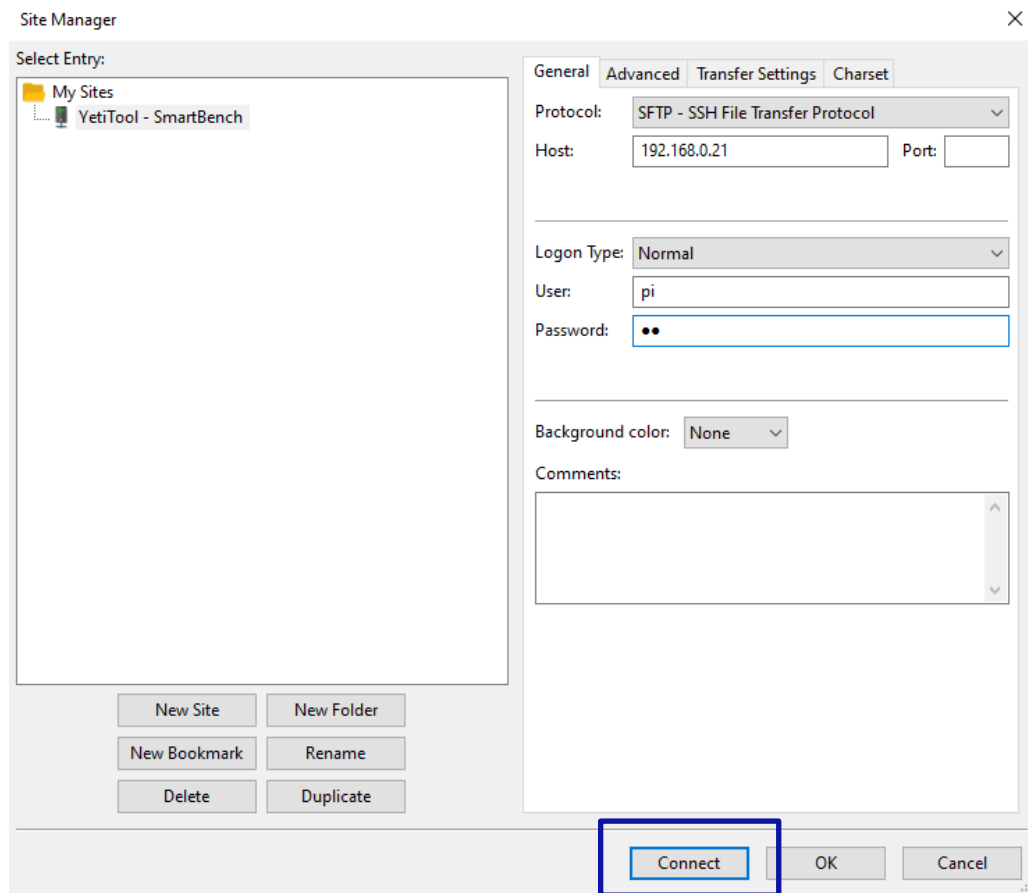 Site Manager
Select Entry:
My Sites
YetiTool - SmartBench
New Site
New Folder
New Bookmark
Rename
Delete
Duplicate
General
Advanced
Transfer Settings
Charset
Protocol:
SFTP - SSH File Transfer Protocol
Host:
192.168.0.21
Port:
Logon Type:
Normal
User:
pi
Password:
●●
Background color:
None
Comments:
Connect
OK
Cancel